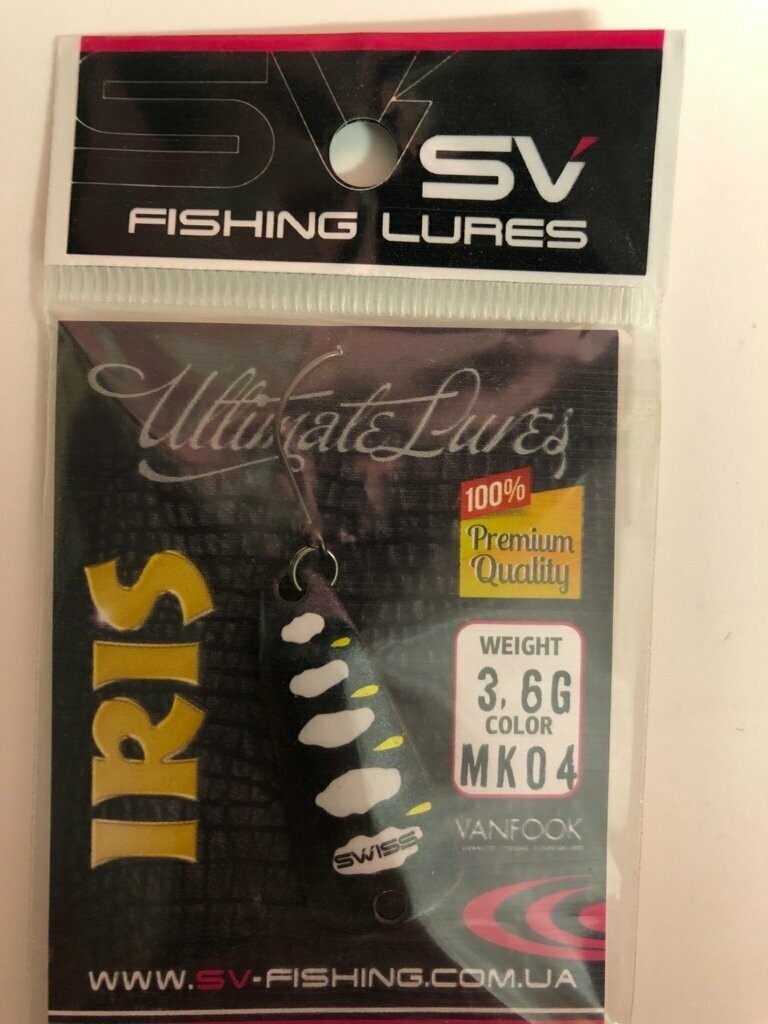 SV
SV
FISHING LURES
Ultimate Lures
100%
Premium
Quality
IRIS
WEIGHT
3,6G
COLOR
MK04
SWISS
VANFOOK
WWW.SV-FISHING.COM.UA